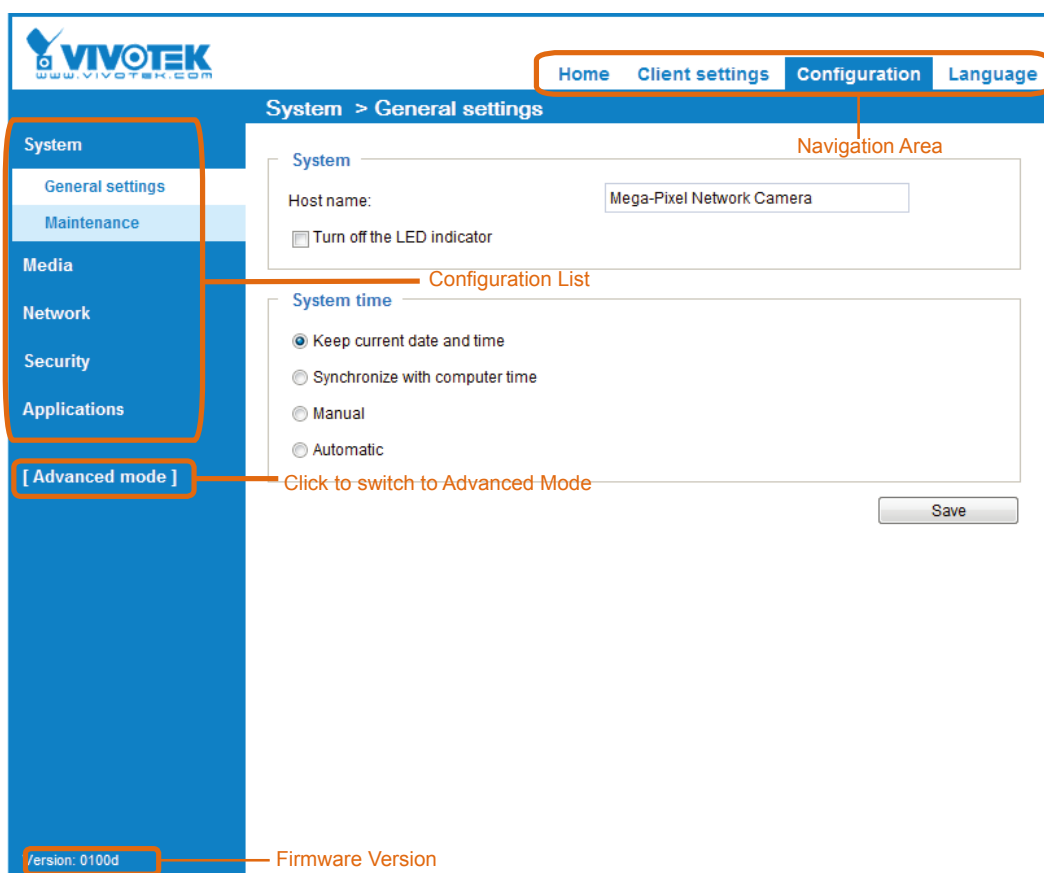 VIVOTEK
www.vivotek.com
Home Client settings Configuration Language
System > General settings
Navigation Area
System
General settings
Maintenance
Media
Network
Security
Applications
[ Advanced mode ]
System
Host name: Mega-Pixel Network Camera
Turn off the LED indicator
Configuration List
System time
Keep current date and time
Synchronize with computer time
Manual
Automatic
Click to switch to Advanced Mode
Save
Version: 0100d
Firmware Version